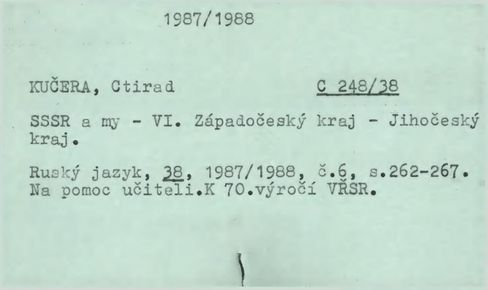 1987/1988
KUČERA, Ctirad C 248/38
SSSR a my - VI. Západočeský kraj - Jihočeský
kraj.
Ruský jazyk, 38, 1987/1988, č.6, s.262-267.
Na pomoc učiteli.K 70.výročí VŘSR.